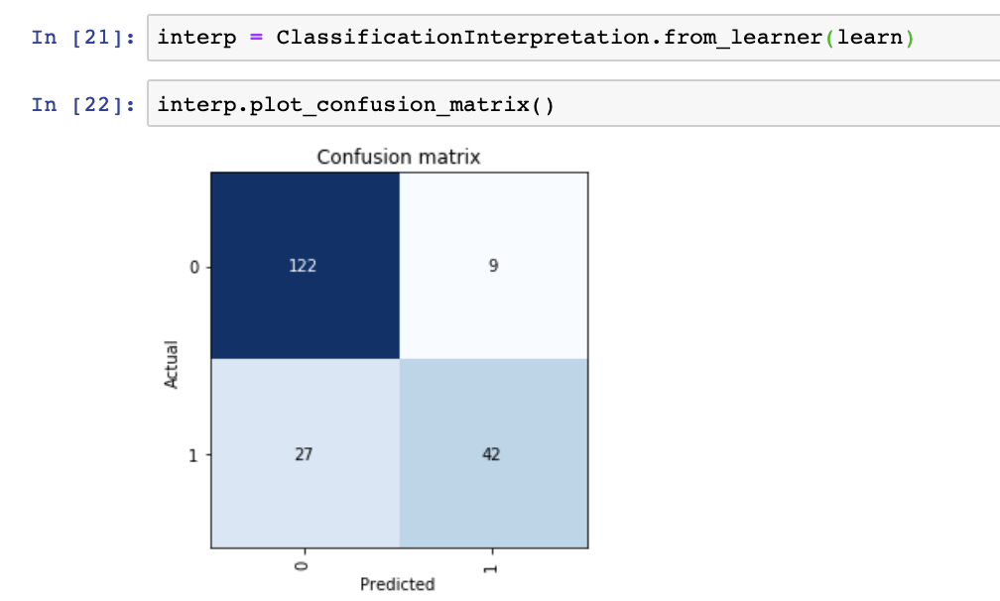 In [21]: interp = ClassificationInterpretation.from_learner(learn)
In [22]: interp.plot_confusion_matrix()
Confusion matrix
0 122 9
Actual
1 27 42
0 1
Predicted